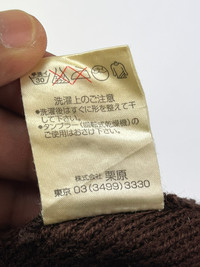 洗濯上のご注意
●洗濯後はすぐに形を整えて干
して下さい。
●タンブラー(回転式乾燥機)の
ご使用はお避け下さい。
株式会社 栗原
東京 03(3499)3330